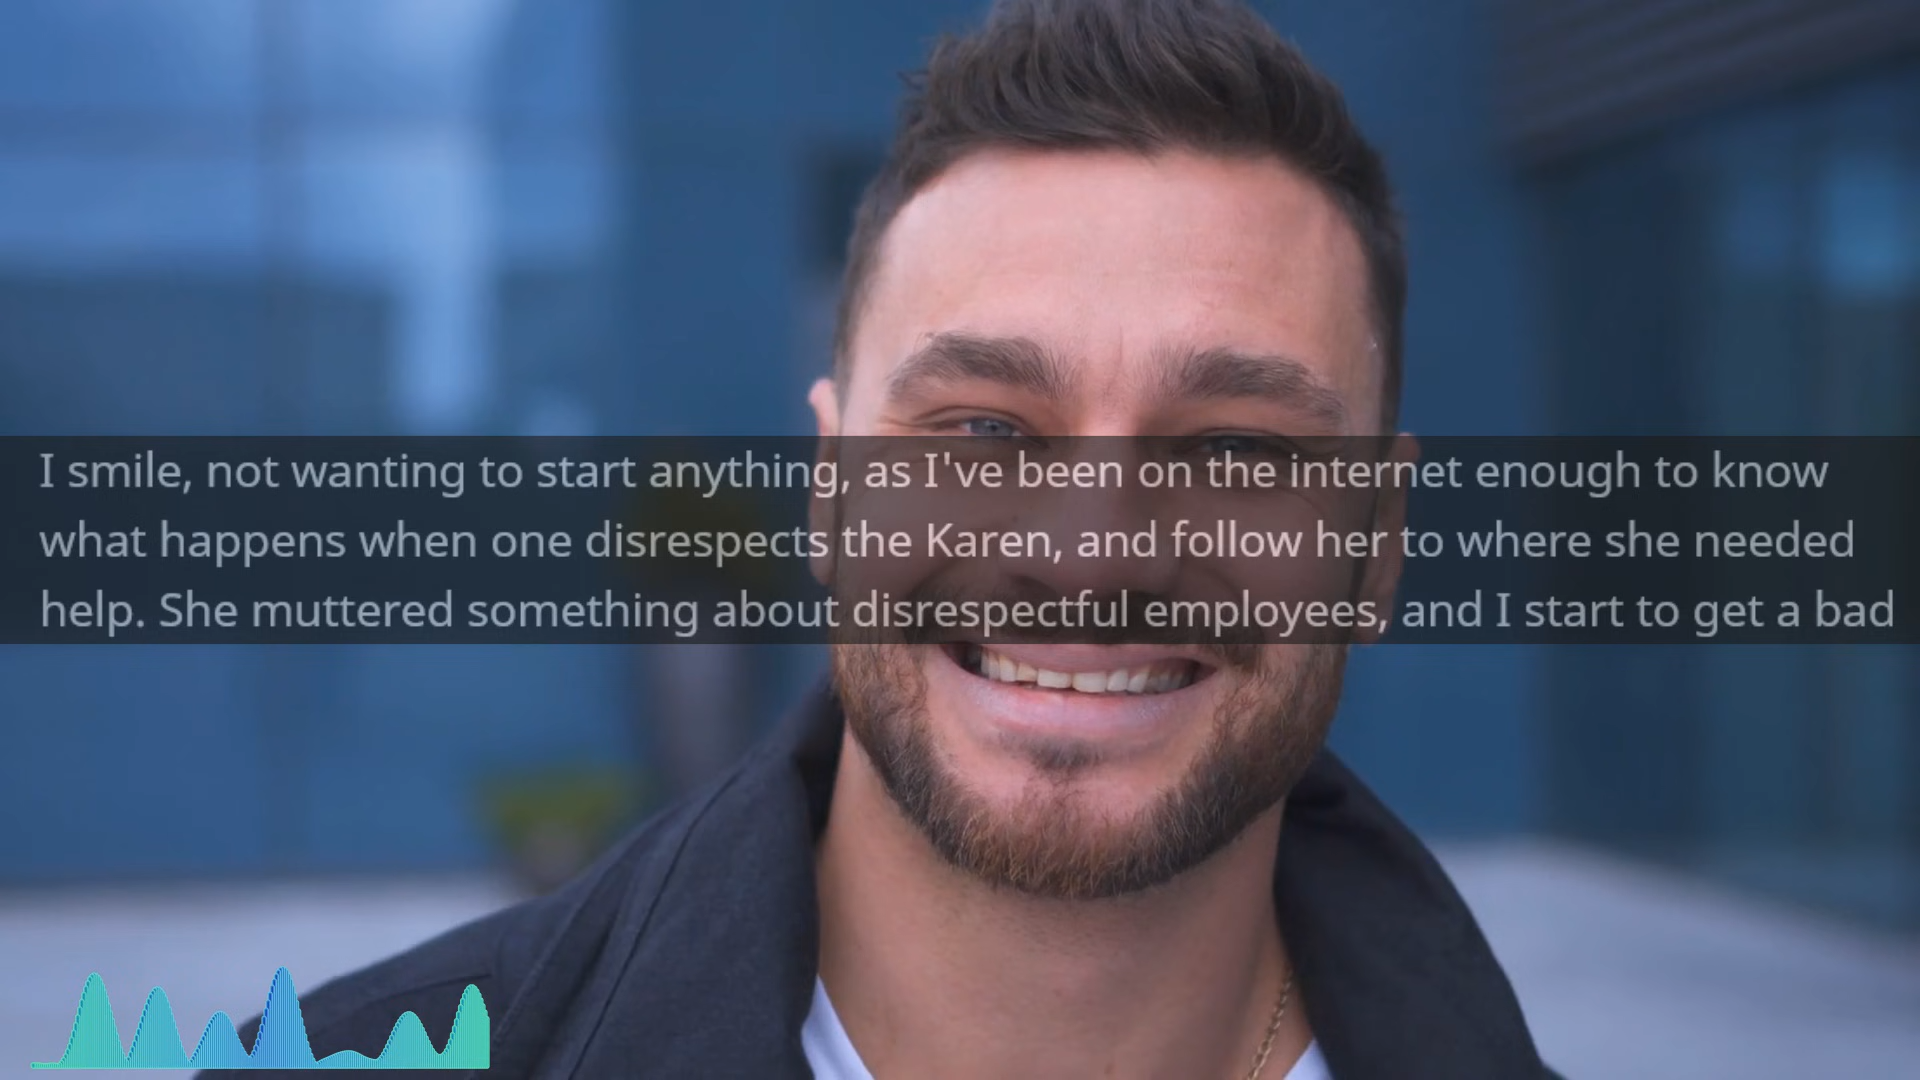 I smile, not wanting to start anything, as I've been on the internet enough to know
what happens when one disrespects the Karen, and follow her to where she needed
help. She muttered something about disrespectful employees, and I start to get a bad